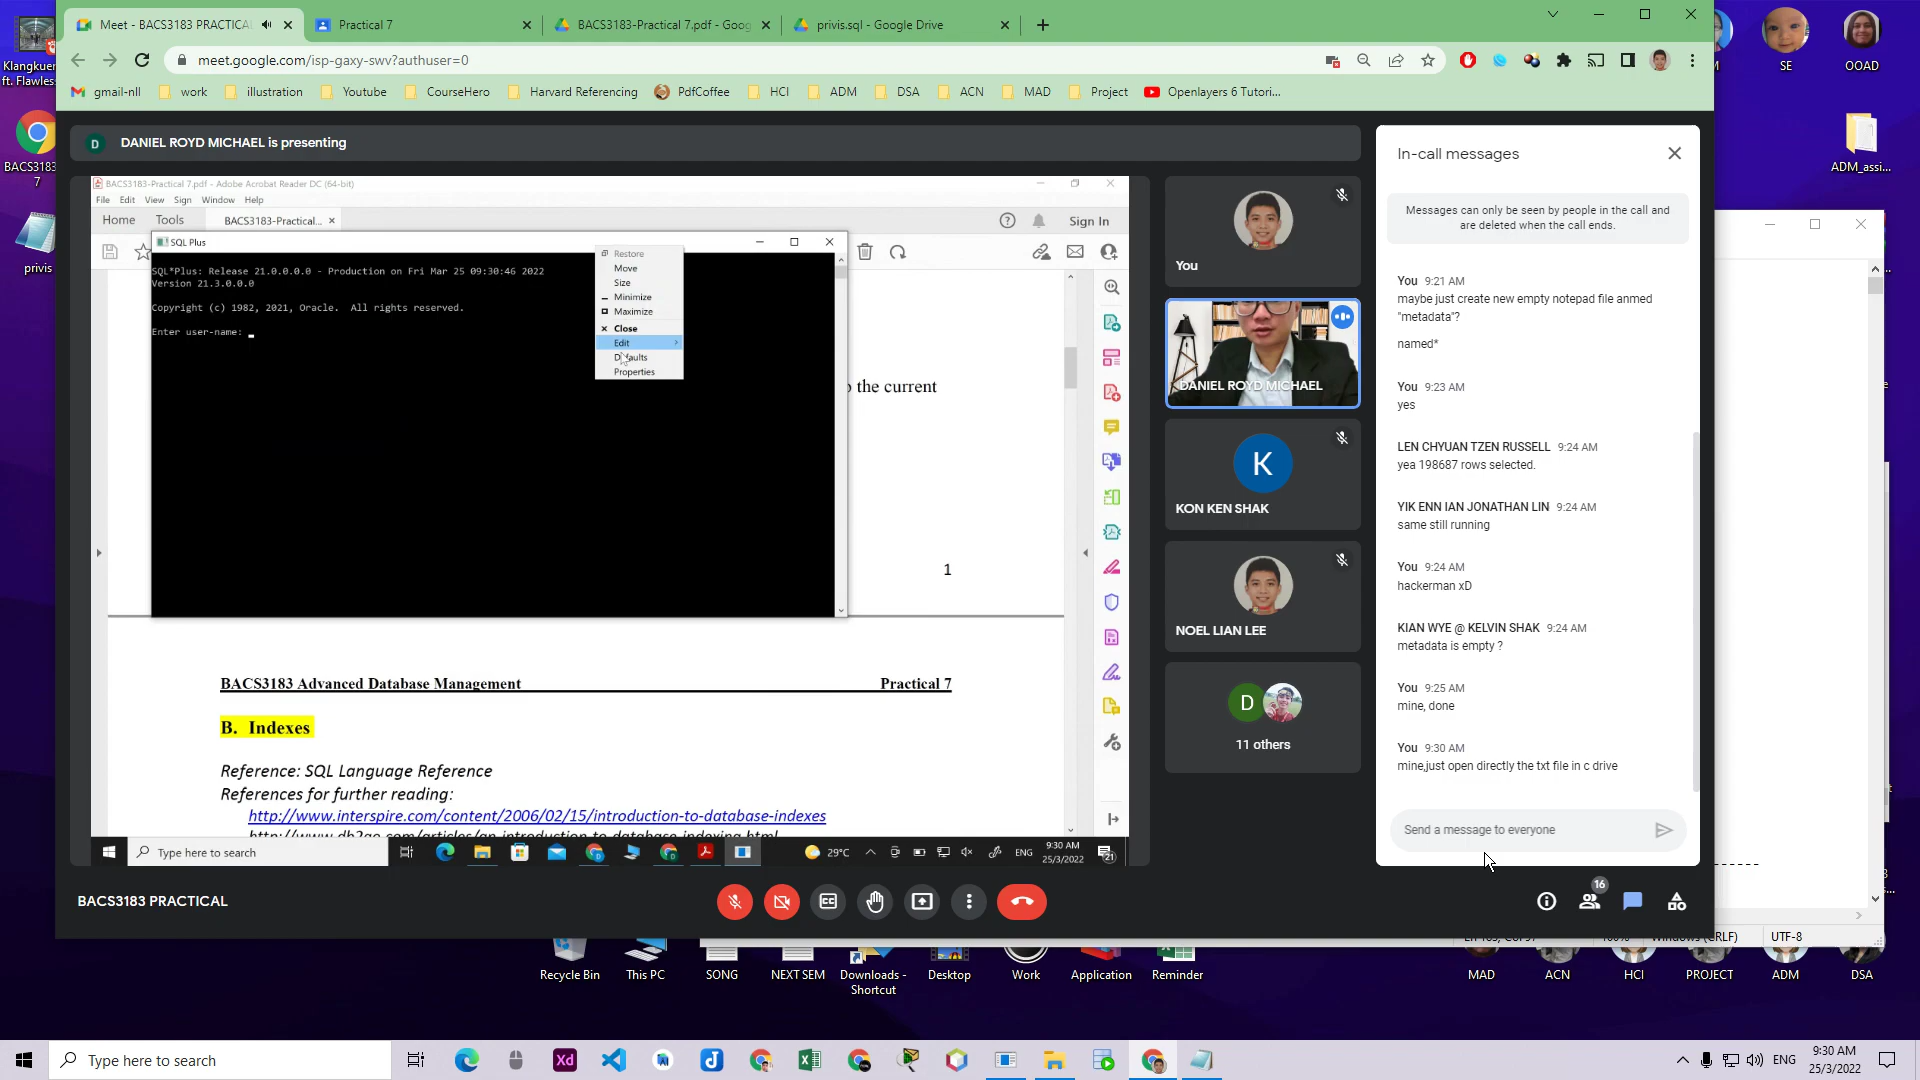 Klangkuer
ft. Flawles
BACS3183
7
privis
SE
OOAD
ADM_assi...
Meet - BACS3183 PRACTICA
Practical 7
BACS3183-Practical 7.pdf - Goog
privis.sql - Google Drive
meet.google.com/isp-gaxy-swv?authuser=0
gmail-nll
work
illustration
Youtube
CourseHero
Harvard Referencing
PdfCoffee
HCI
ADM
DSA
ACN
MAD
Project
Openlayers 6 Tutori...
D
DANIEL ROYD MICHAEL is presenting
BACS3183-Practical 7.pdf - Adobe Acrobat Reader DC (64-bit)
File Edit View Sign Window Help
Home Tools BACS3183-Practical...
Sign In
SQL Plus
SQL*Plus: Release 21.0.0.0.0 - Production on Fri Mar 25 09:30:46 2022
Version 21.3.0.0.0
Copyright (c) 1982, 2021, Oracle. All rights reserved.
Enter user-name:
Restore
Move
Size
Minimize
Maximize
Close
Edit
Defaults
Properties
the current
1
BACS3183 Advanced Database Management Practical 7
B. Indexes
Reference: SQL Language Reference
References for further reading:
http://www.interspire.com/content/2006/02/15/introduction-to-database-indexes
http://www.db2go.com/articles/an-introduction-to-database-indexing.html
Type here to search
29°C
ENG
9:30 AM
25/3/2022
21
You
DANIEL ROYD MICHAEL
K
KON KEN SHAK
NOEL LIAN LEE
D
11 others
In-call messages
Messages can only be seen by people in the call and
are deleted when the call ends.
You 9:21 AM
maybe just create new empty notepad file anmed
"metadata"?
named*
You 9:23 AM
yes
LEN CHYUAN TZEN RUSSELL 9:24 AM
yea 198687 rows selected.
YIK ENN IAN JONATHAN LIN 9:24 AM
same still running
You 9:24 AM
hackerman xD
KIAN WYE @ KELVIN SHAK 9:24 AM
metadata is empty ?
You 9:25 AM
mine, done
You 9:30 AM
mine,just open directly the txt file in c drive
Send a message to everyone
BACS3183 PRACTICAL
16
UTF-8
Recycle Bin
This PC
SONG
NEXT SEM
Downloads -
Shortcut
Desktop
Work
Application
Reminder
MAD
ACN
HCI
PROJECT
ADM
DSA
Type here to search
Xd
ENG
9:30 AM
25/3/2022